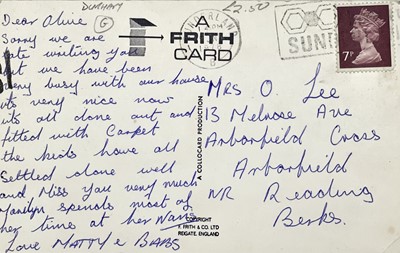 DURHAM
G
£2.50
Dear Olive
Sorry we are
late writing you
but we have been
very busy with our house
its very nice now
its all done out and
fitted with Carpet
the kids have all
Settled done well
and Miss you very much
Marilyn spends most of
her time at her Nans
Love MATTY & BABS
A
FRITH
CARD
A COLLOCARD PRODUCTION
COPYRIGHT
F. FRITH & CO. LTD
REIGATE, ENGLAND
SUN
7P
MRS O. Lee
13 Melrose Ave
Arborfield Cross
Arborfield
NR Reading
Berks.